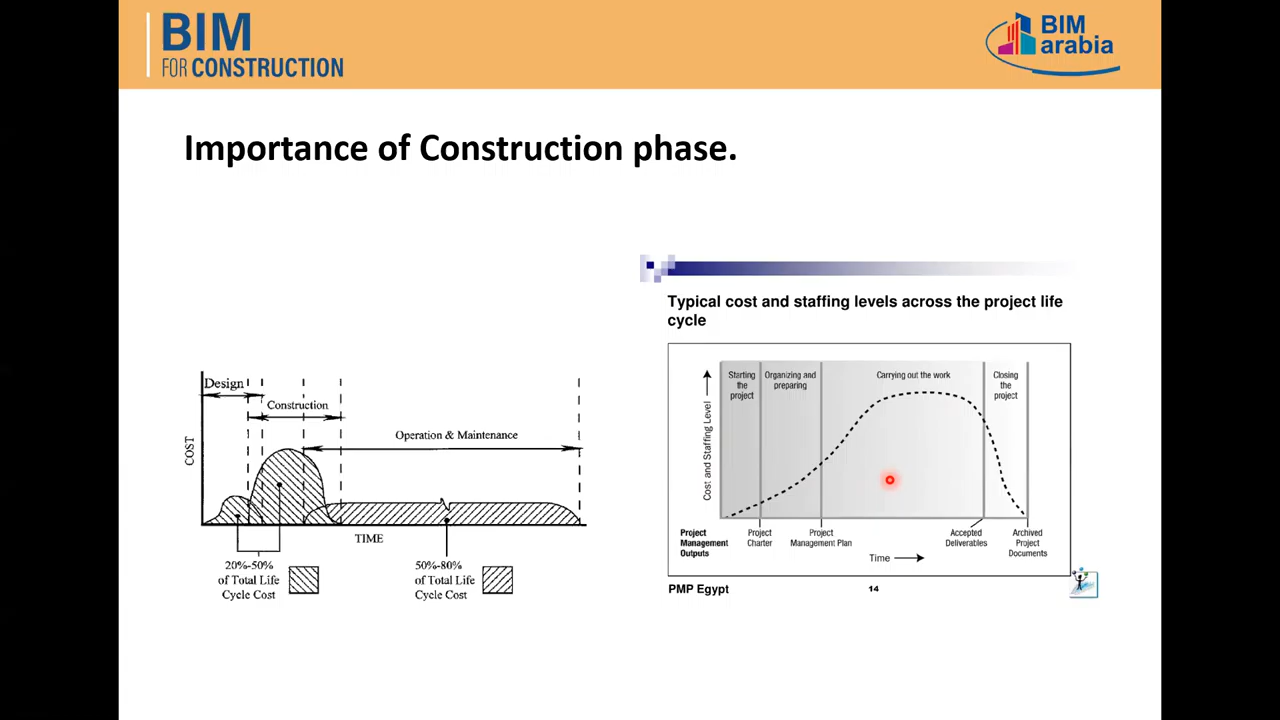 BIM
FOR CONSTRUCTION
BIM
arabia
Importance of Construction phase.
Design
Construction
Operation & Maintenance
COST
TIME
20%-50%
of Total Life
Cycle Cost
50%-80%
of Total Life
Cycle Cost
Typical cost and staffing levels across the project life
cycle
Starting
the
project
Organizing and
preparing
Carrying out the work
Closing
the
project
Cost and Staffing Level
Project
Management
Outputs
Project
Charter
Project
Management Plan
Accepted
Deliverables
Archived
Project
Documents
Time
PMP Egypt
14